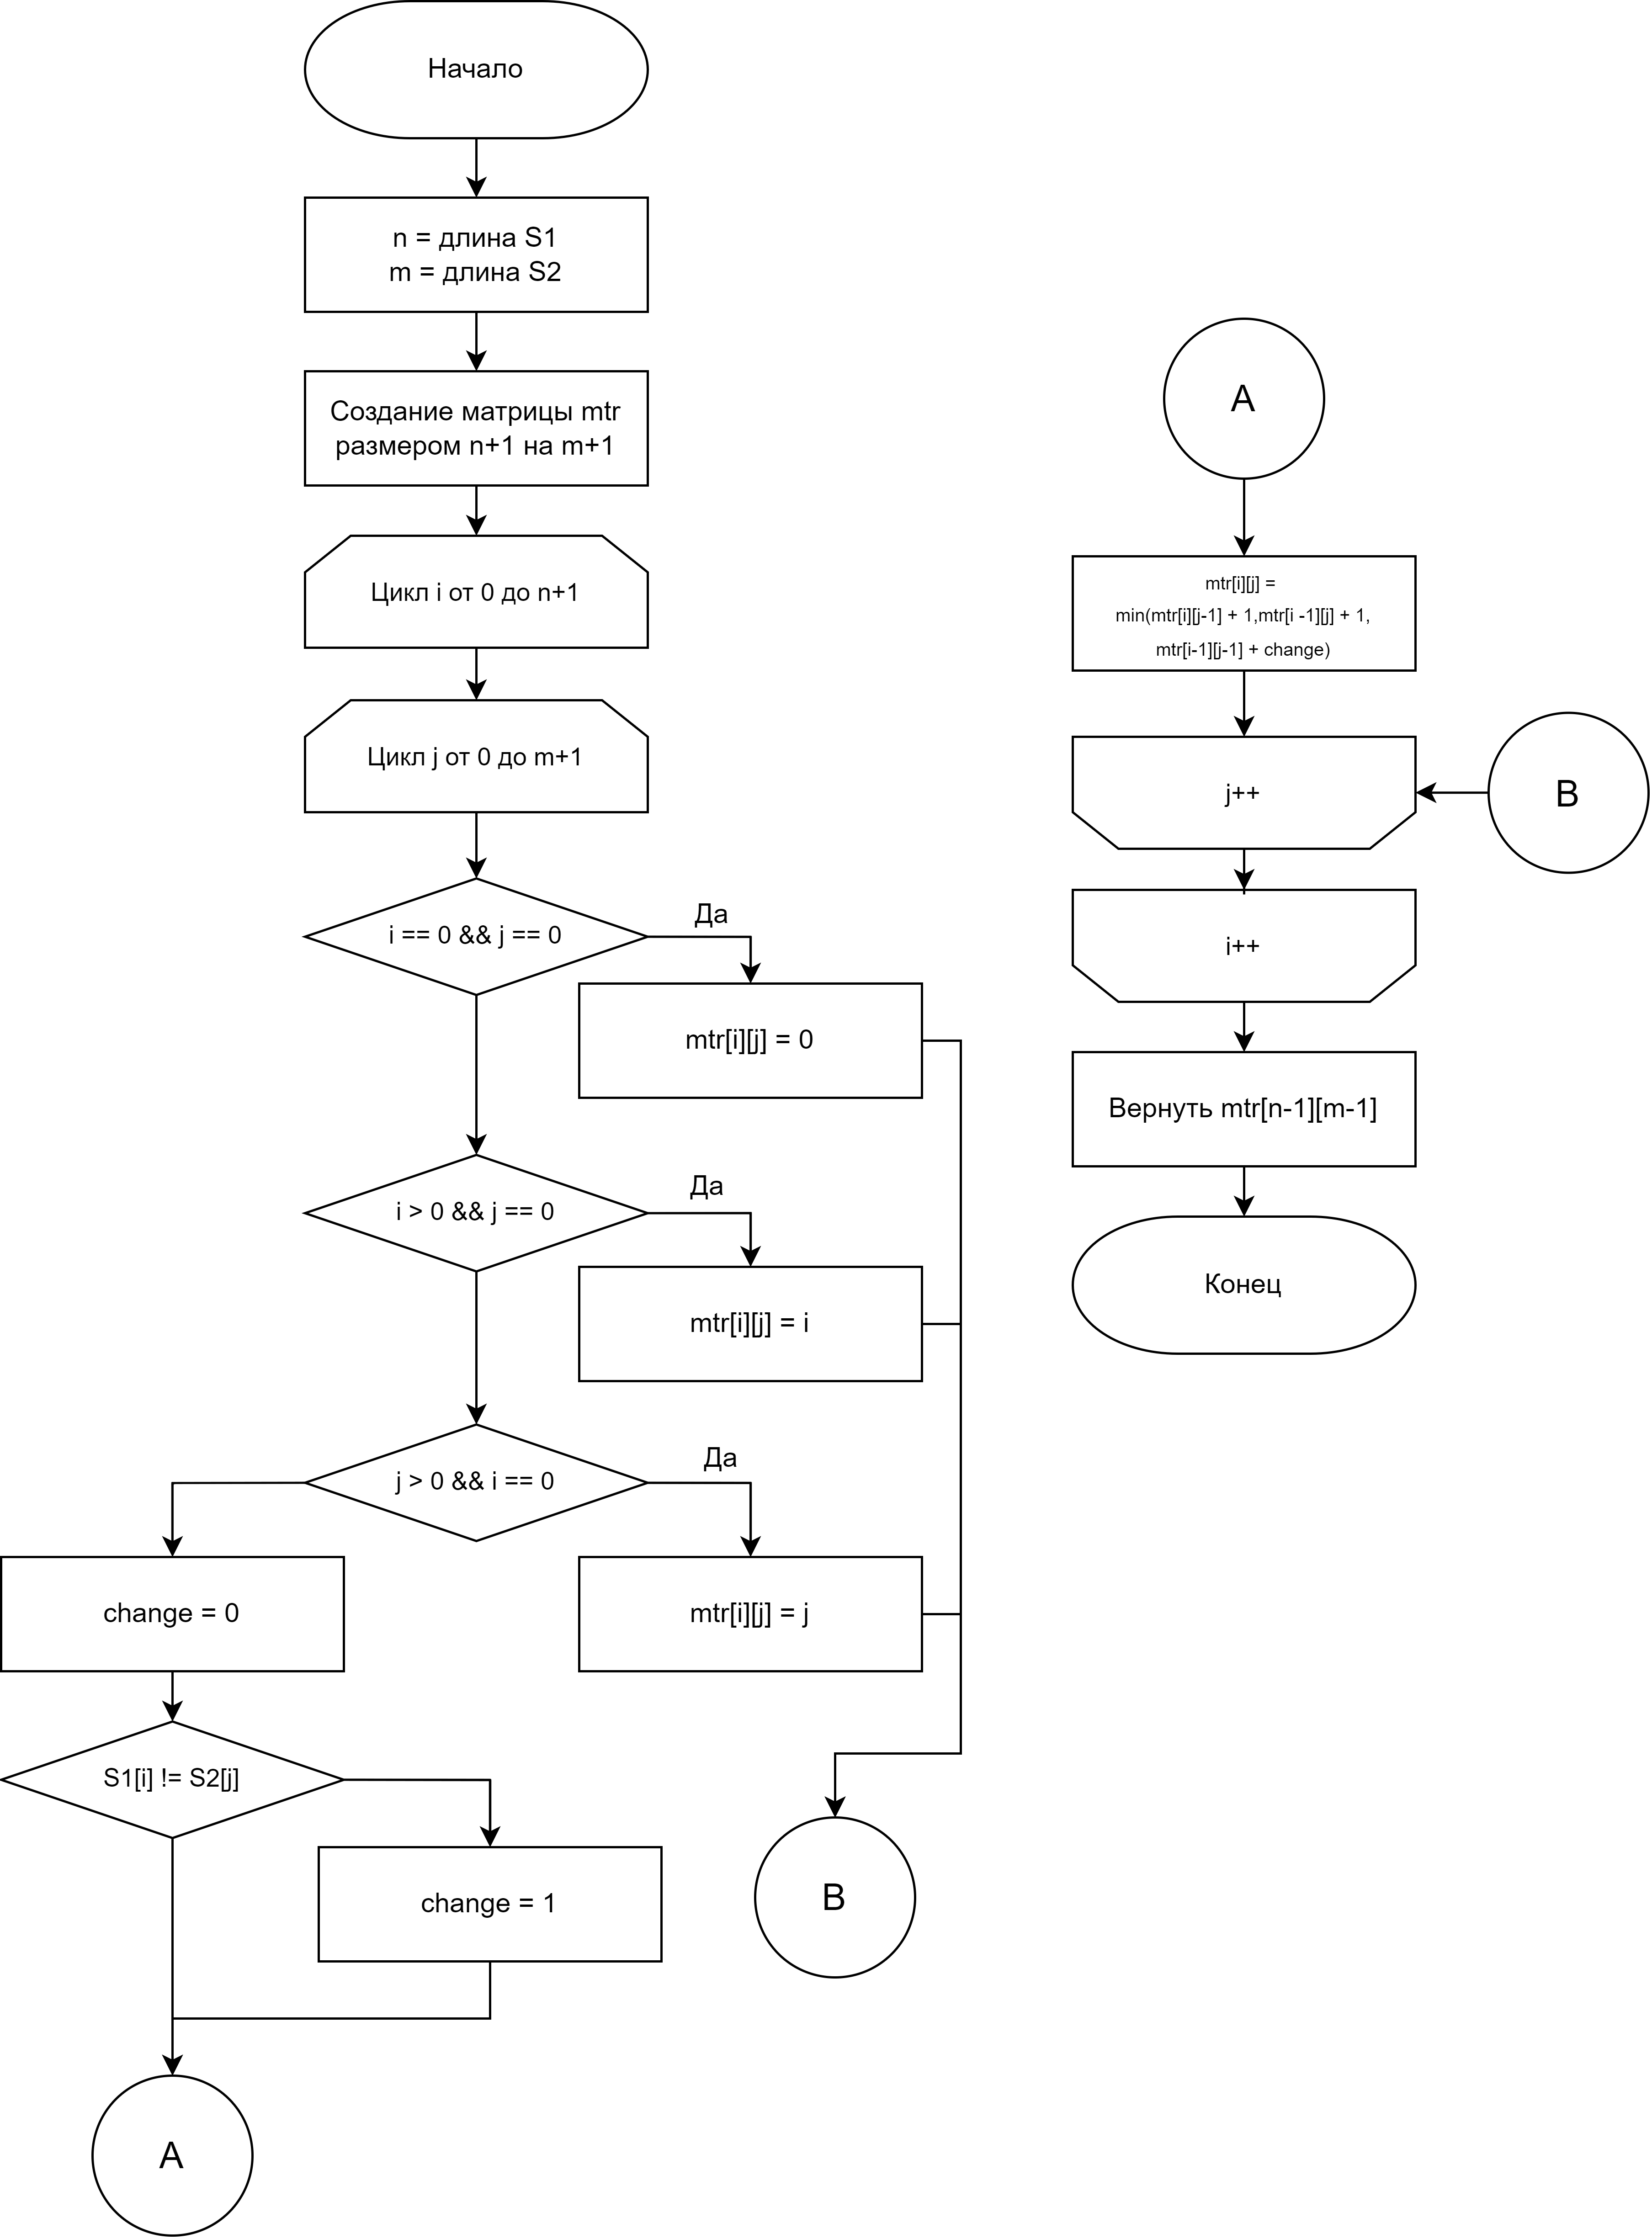 Начало
n = длина S1
m = длина S2
Создание матрицы mtr
размером n+1 на m+1
Цикл i от 0 до n+1
Цикл j от 0 до m+1
i == 0 && j == 0
Да
mtr[i][j] = 0
i > 0 && j == 0
Да
mtr[i][j] = i
j > 0 && i == 0
Да
change = 0
mtr[i][j] = j
S1[i] != S2[j]
change = 1
B
A
A
mtr[i][j] =
min(mtr[i][j-1] + 1,mtr[i -1][j] + 1,
mtr[i-1][j-1] + change)
j++
B
i++
Вернуть mtr[n-1][m-1]
Конец